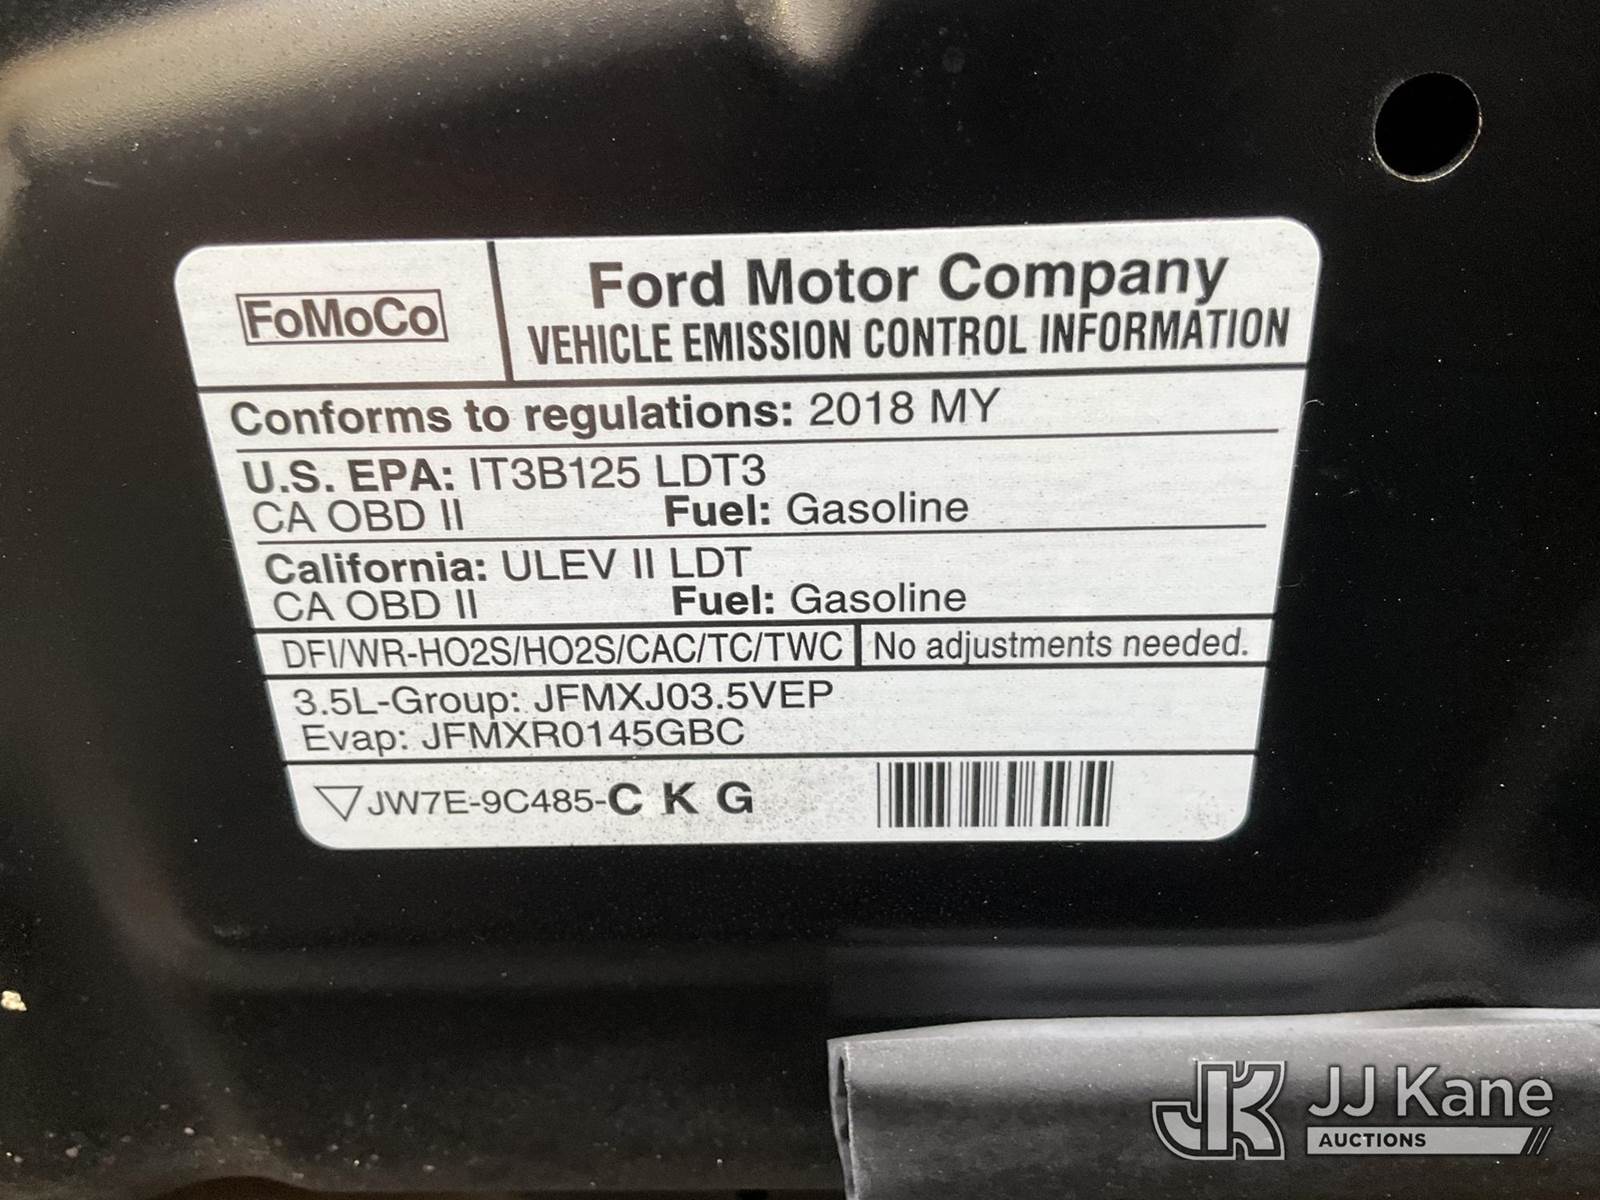 FoMoCo
Ford Motor Company
VEHICLE EMISSION CONTROL INFORMATION
Conforms to regulations: 2018 MY
U.S. EPA: IT3B125 LDT3
CA OBD II Fuel: Gasoline
California: ULEV II LDT
CA OBD II Fuel: Gasoline
DFI/WR-HO2S/HO2S/CAC/TC/TWC No adjustments needed.
3.5L-Group: JFMXJ03.5VEP
Evap: JFMXR0145GBC
JW7E-9C485-C K G
JK JJ Kane
AUCTIONS